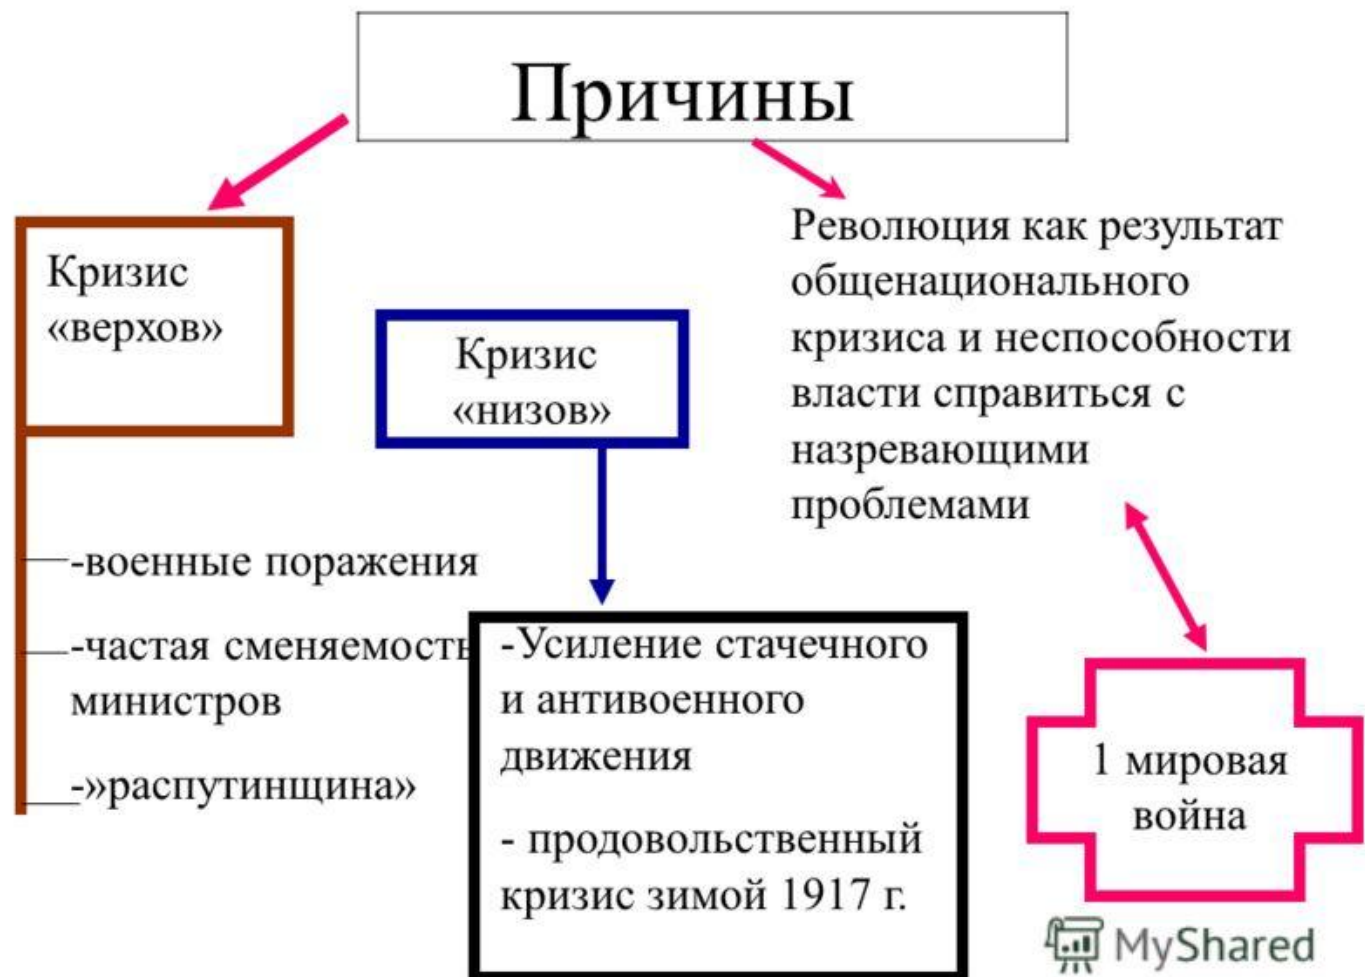 Причины
Кризис
«верхов»
-военные поражения
-частая сменяемость
министров
-»распутинщина»
Кризис
«низов»
-Усиление стачечного
и антивоенного
движения
- продовольственный
кризис зимой 1917 г.
Революция как результат
общенационального
кризиса и неспособности
власти справиться с
назревающими
проблемами
1 мировая
война
MyShared